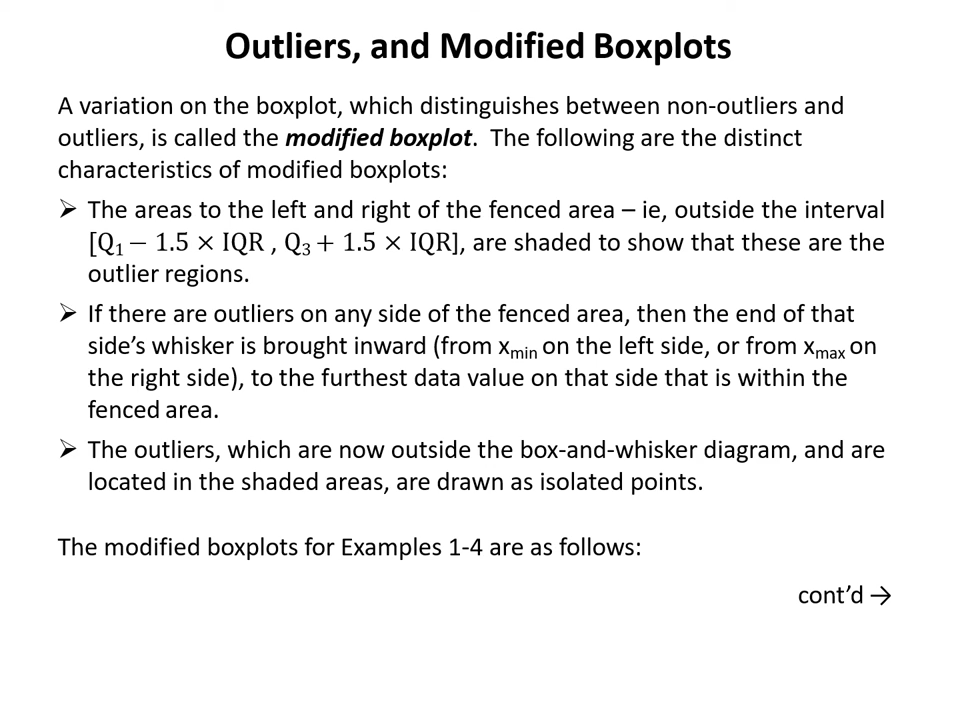 Outliers, and Modified Boxplots
A variation on the boxplot, which distinguishes between non-outliers and
outliers, is called the modified boxplot. The following are the distinct
characteristics of modified boxplots:
➢ The areas to the left and right of the fenced area – ie, outside the interval
[Q₁ − 1.5 × IQR , Q₃ + 1.5 × IQR], are shaded to show that these are the
outlier regions.
➢ If there are outliers on any side of the fenced area, then the end of that
side’s whisker is brought inward (from xmin on the left side, or from xmax on
the right side), to the furthest data value on that side that is within the
fenced area.
➢ The outliers, which are now outside the box-and-whisker diagram, and are
located in the shaded areas, are drawn as isolated points.
The modified boxplots for Examples 1-4 are as follows:
cont’d →